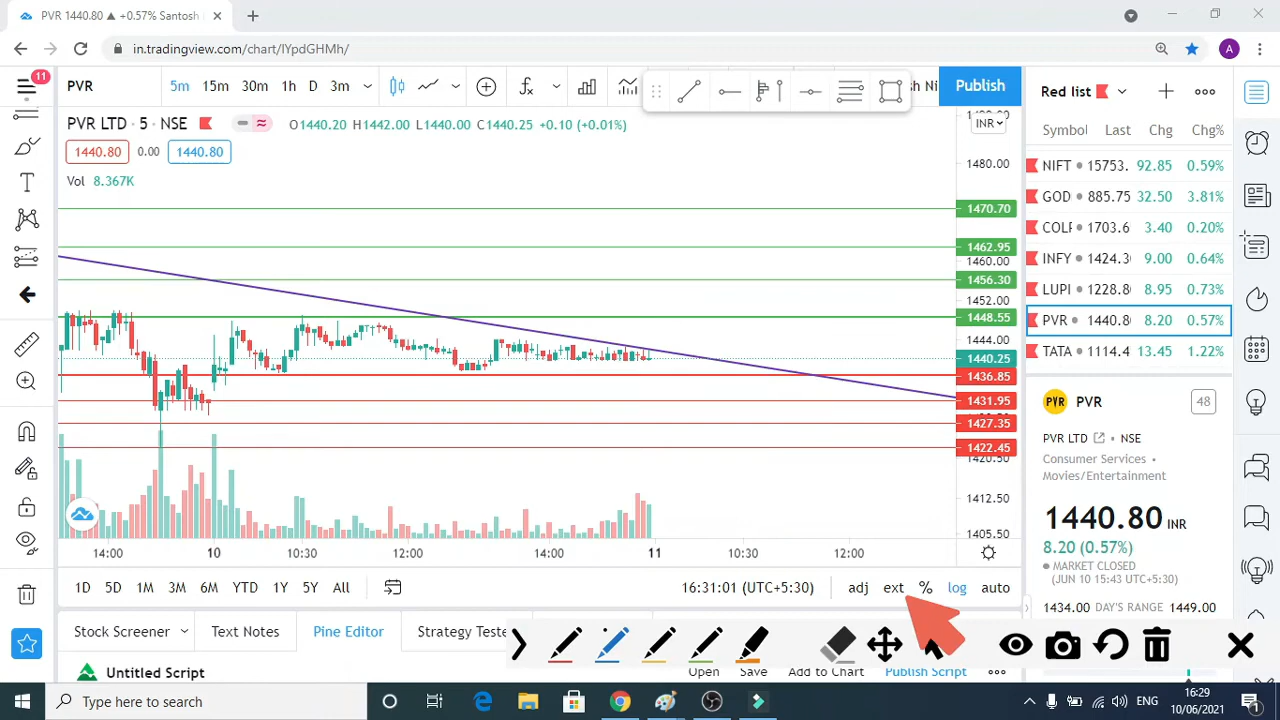 PVR 1440.80 ▲ +0.57% Santosh
A
in.tradingview.com/chart/IYpdGHMh/
11
PVR
5m 15m 30m 1h D 3m
sh Ni
Publish
Red list
PVR LTD • 5 • NSE
O1440.20 H1442.00 L1440.00 C1440.25 +0.10 (+0.01%)
INR
1440.80 0.00 1440.80
Vol 8.367K
1480.00
1470.70
1462.95
1460.00
1456.30
1452.00
1448.55
1444.00
1440.25
1436.85
1431.95
1427.35
1422.45
1420.50
1412.50
1405.50
14:00 10 10:30 12:00 14:00 11 10:30 12:00
Symbol Last Chg Chg%
NIFT 15753. 92.85 0.59%
GOD 885.75 32.50 3.81%
COLF 1703.6 3.40 0.20%
INFY 1424.3 9.00 0.64%
LUPI 1228.8 8.95 0.73%
PVR 1440.8 8.20 0.57%
TATA 1114.4 13.45 1.22%
PVR PVR 48
PVR LTD • NSE
Consumer Services •
Movies/Entertainment
1440.80 INR
8.20 (0.57%)
MARKET CLOSED
(JUN 10 15:43 UTC+5:30)
1434.00 DAY'S RANGE 1449.00
1D 5D 1M 3M 6M YTD 1Y 5Y All
16:31:01 (UTC+5:30) adj ext % log auto
Stock Screener Text Notes Pine Editor Strategy Teste
Untitled Script
Open Save Add to Chart Publish Script
Type here to search
ENG
16:29
10/06/2021
1